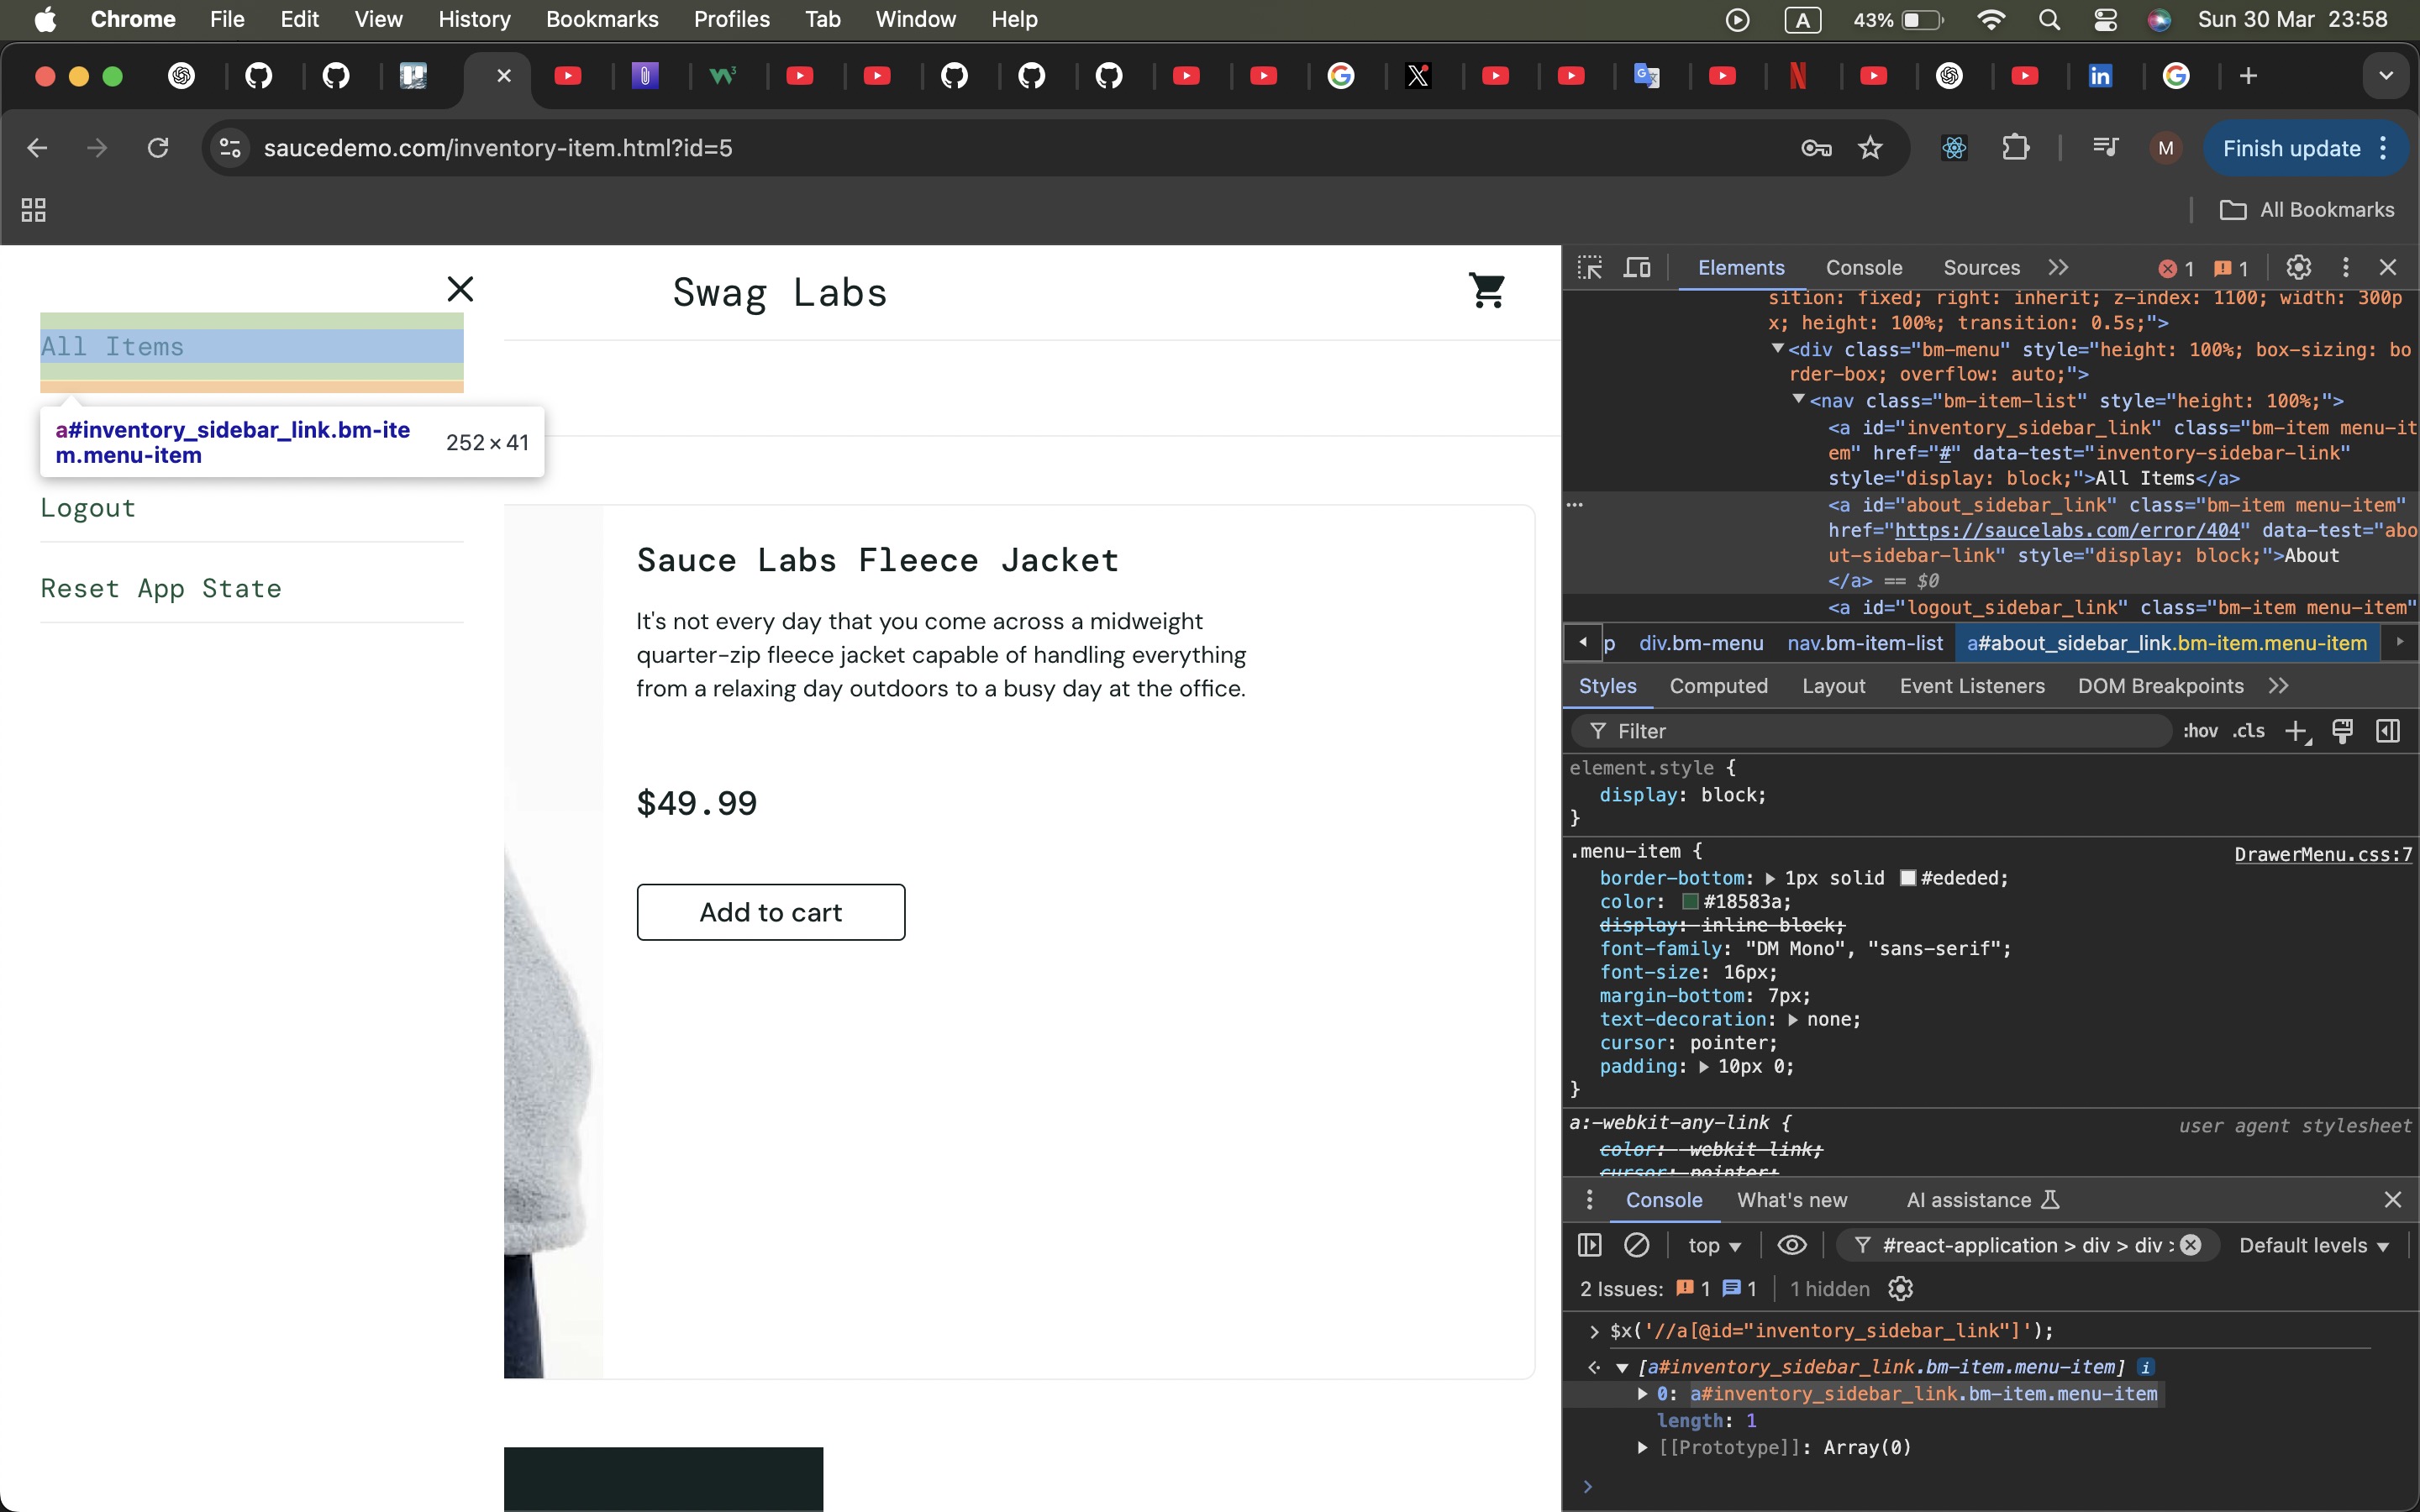 Chrome File Edit View History Bookmarks Profiles Tab Window Help A 43% Sun 30 Mar 23:58
saucedemo.com/inventory-item.html?id=5 M Finish update
All Bookmarks
Swag Labs
All Items
a#inventory_sidebar_link.bm-ite
m.menu-item
252 × 41
Logout
Reset App State
Sauce Labs Fleece Jacket
It's not every day that you come across a midweight
quarter-zip fleece jacket capable of handling everything
from a relaxing day outdoors to a busy day at the office.
$49.99
Add to cart
Elements Console Sources 1 1
sition: fixed; right: inherit; z-index: 1100; width: 300p
x; height: 100%; transition: 0.5s;">
<div class="bm-menu" style="height: 100%; box-sizing: bo
rder-box; overflow: auto;">
<nav class="bm-item-list" style="height: 100%;">
<a id="inventory_sidebar_link" class="bm-item menu-it
em" href="#" data-test="inventory-sidebar-link"
style="display: block;">All Items</a>
<a id="about_sidebar_link" class="bm-item menu-item"
href="https://saucelabs.com/error/404" data-test="abo
ut-sidebar-link" style="display: block;">About
</a> == $0
<a id="logout_sidebar_link" class="bm-item menu-item"
p div.bm-menu nav.bm-item-list a#about_sidebar_link.bm-item.menu-item
Styles Computed Layout Event Listeners DOM Breakpoints
Filter :hov .cls
element.style {
display: block;
}
.menu-item { DrawerMenu.css:7
border-bottom: 1px solid #ededed;
color: #18583a;
display: inline-block;
font-family: "DM Mono", "sans-serif";
font-size: 16px;
margin-bottom: 7px;
text-decoration: none;
cursor: pointer;
padding: 10px 0;
}
a:-webkit-any-link { user agent stylesheet
color: -webkit-link;
cursor: pointer;
Console What's new AI assistance
top #react-application > div > div > Default levels
2 Issues: 1 1 1 hidden
> $x('//a[@id="inventory_sidebar_link"]');
[a#inventory_sidebar_link.bm-item.menu-item] i
0: a#inventory_sidebar_link.bm-item.menu-item
length: 1
[[Prototype]]: Array(0)
>